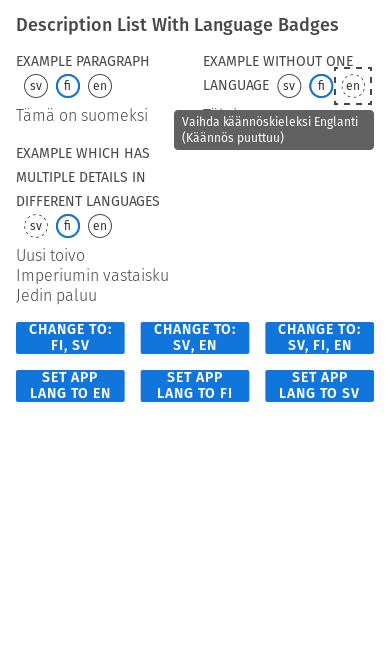 Description List With Language Badges
EXAMPLE PARAGRAPH
sv fi en
Tämä on suomeksi
EXAMPLE WITHOUT ONE
LANGUAGE sv fi en
Vaihda käännöskieleksi Englanti
(Käännös puuttuu)
EXAMPLE WHICH HAS
MULTIPLE DETAILS IN
DIFFERENT LANGUAGES
sv fi en
Uusi toivo
Imperiumin vastaisku
Jedin paluu
CHANGE TO:
FI, SV
CHANGE TO:
SV, EN
CHANGE TO:
SV, FI, EN
SET APP
LANG TO EN
SET APP
LANG TO FI
SET APP
LANG TO SV